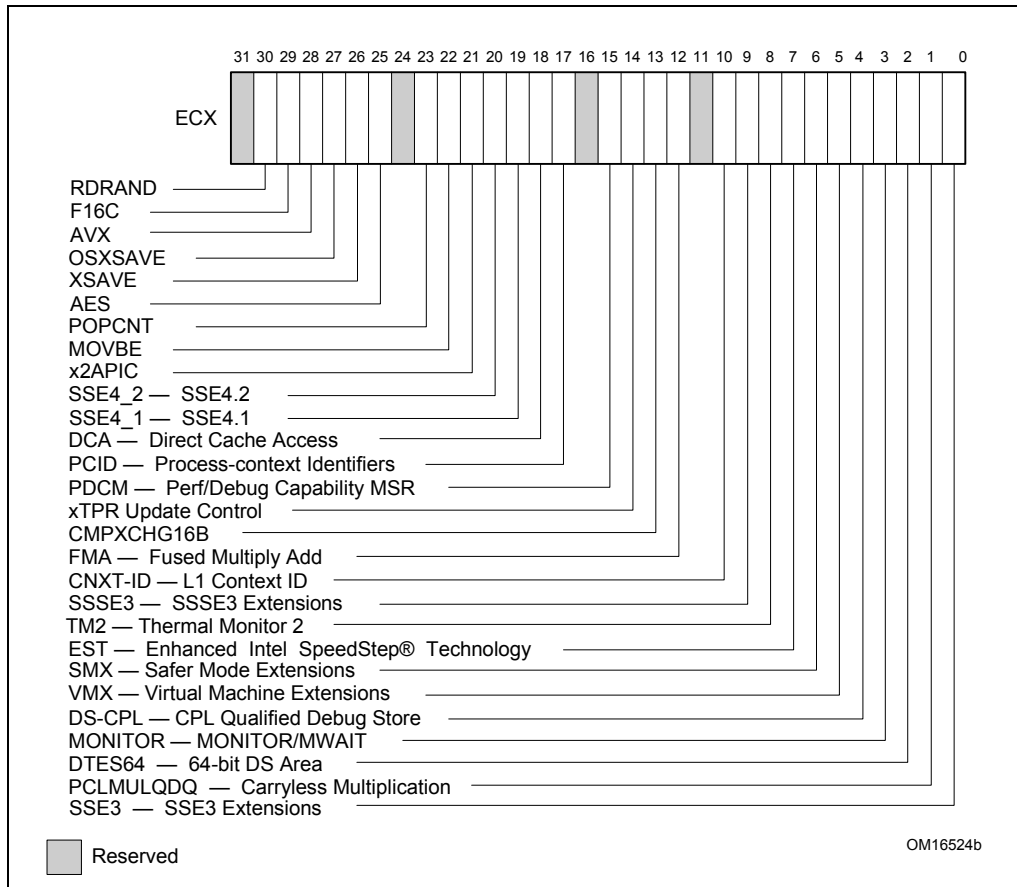 31 30 29 28 27 26 25 24 23 22 21 20 19 18 17 16 15 14 13 12 11 10 9 8 7 6 5 4 3 2 1 0
ECX
RDRAND
F16C
AVX
OSXSAVE
XSAVE
AES
POPCNT
MOVBE
x2APIC
SSE4_2 — SSE4.2
SSE4_1 — SSE4.1
DCA — Direct Cache Access
PCID — Process-context Identifiers
PDCM — Perf/Debug Capability MSR
xTPR Update Control
CMPXCHG16B
FMA — Fused Multiply Add
CNXT-ID — L1 Context ID
SSSE3 — SSSE3 Extensions
TM2 — Thermal Monitor 2
EST — Enhanced Intel SpeedStep® Technology
SMX — Safer Mode Extensions
VMX — Virtual Machine Extensions
DS-CPL — CPL Qualified Debug Store
MONITOR — MONITOR/MWAIT
DTES64 — 64-bit DS Area
PCLMULQDQ — Carryless Multiplication
SSE3 — SSE3 Extensions
Reserved
OM16524b